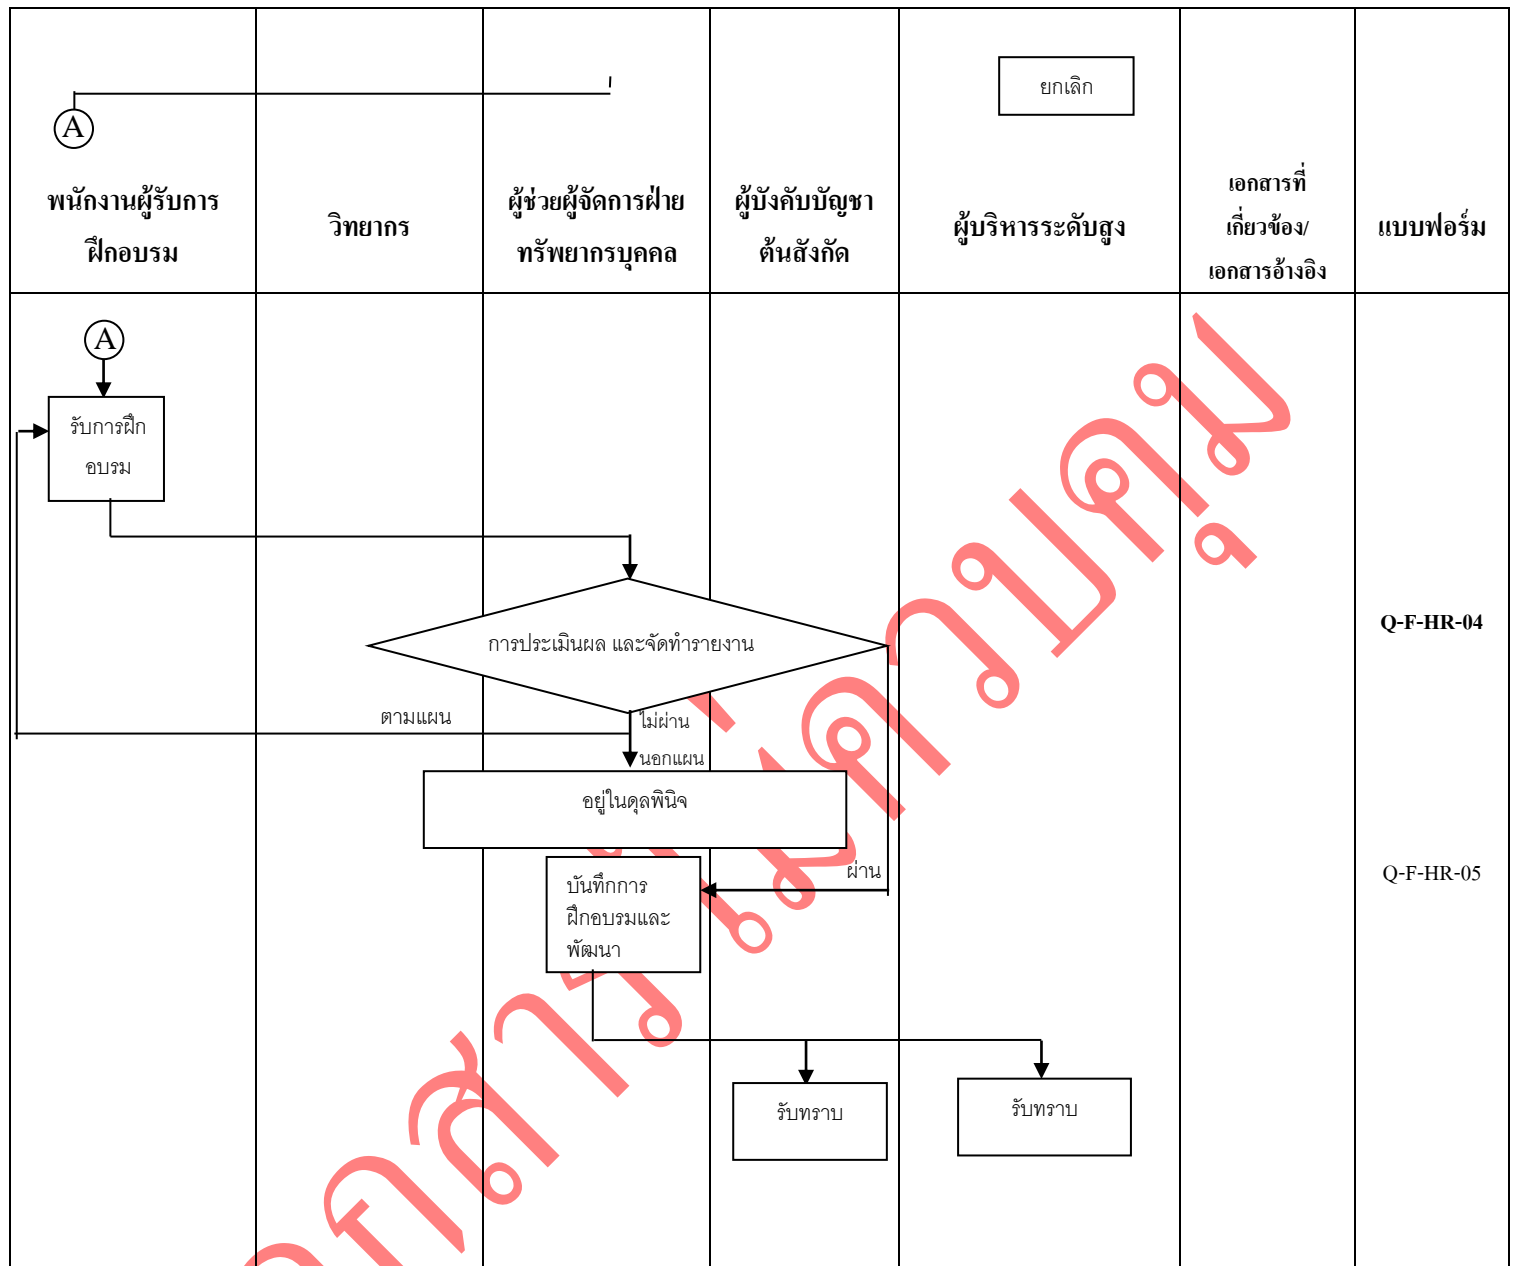 ยกเลิก
A
พนักงานผู้รับการ
ฝึกอบรม
วิทยากร
ผู้ช่วยผู้จัดการฝ่าย
ทรัพยากรบุคคล
ผู้บังคับบัญชา
ต้นสังกัด
ผู้บริหารระดับสูง
เอกสารที่
เกี่ยวข้อง/
เอกสารอ้างอิง
แบบฟอร์ม
A
รับการฝึก
อบรม
การประเมินผล และจัดทำรายงาน
Q-F-HR-04
ตามแผน
ไม่ผ่าน
นอกแผน
อยู่ในดุลพินิจ
ผ่าน
บันทึกการ
ฝึกอบรมและ
พัฒนา
Q-F-HR-05
รับทราบ
รับทราบ